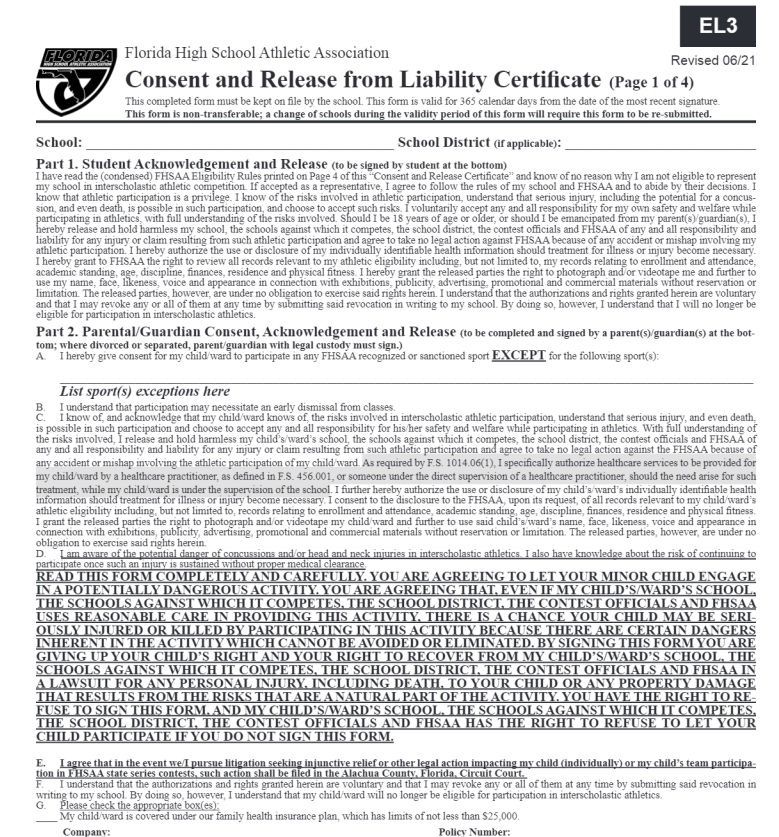 EL3
FLORIDA
HIGH SCHOOL ATHLETIC ASSOCIATION
Florida High School Athletic Association
Revised 06/21
Consent and Release from Liability Certificate (Page 1 of 4)
This completed form must be kept on file by the school. This form is valid for 365 calendar days from the date of the most recent signature.
This form is non-transferable; a change of schools during the validity period of this form will require this form to be re-submitted.
School: School District (if applicable):
Part 1. Student Acknowledgement and Release (to be signed by student at the bottom)
I have read the (condensed) FHSAA Eligibility Rules printed on Page 4 of this “Consent and Release Certificate” and know of no reason why I am not eligible to represent
my school in interscholastic athletic competition. If accepted as a representative, I agree to follow the rules of my school and FHSAA and to abide by their decisions. I
know that athletic participation is a privilege. I know of the risks involved in athletic participation, understand that serious injury, including the potential for a concus-
sion, and even death, is possible in such participation, and choose to accept such risks. I voluntarily accept any and all responsibility for my own safety and welfare while
participating in athletics, with full understanding of the risks involved. Should I be 18 years of age or older, or should I be emancipated from my parent(s)/guardian(s), I
hereby release and hold harmless my school, the schools against which it competes, the school district, the contest officials and FHSAA of any and all responsibility and
liability for any injury or claim resulting from such athletic participation and agree to take no legal action against FHSAA because of any accident or mishap involving my
athletic participation. I hereby authorize the use or disclosure of my individually identifiable health information should treatment for illness or injury become necessary.
I hereby grant to FHSAA the right to review all records relevant to my athletic eligibility including, but not limited to, my records relating to enrollment and attendance,
academic standing, age, discipline, finances, residence and physical fitness. I hereby grant the released parties the right to photograph and/or videotape me and further to
use my name, face, likeness, voice and appearance in connection with exhibitions, publicity, advertising, promotional and commercial materials without reservation or
limitation. The released parties, however, are under no obligation to exercise said rights herein. I understand that the authorizations and rights granted herein are voluntary
and that I may revoke any or all of them at any time by submitting said revocation in writing to my school. By doing so, however, I understand that I will no longer be
eligible for participation in interscholastic athletics.
Part 2. Parental/Guardian Consent, Acknowledgement and Release (to be completed and signed by a parent(s)/guardian(s) at the bot-
tom; where divorced or separated, parent/guardian with legal custody must sign.)
A. I hereby give consent for my child/ward to participate in any FHSAA recognized or sanctioned sport EXCEPT for the following sport(s):
List sport(s) exceptions here
B. I understand that participation may necessitate an early dismissal from classes.
C. I know of, and acknowledge that my child/ward knows of, the risks involved in interscholastic athletic participation, understand that serious injury, and even death,
is possible in such participation and choose to accept any and all responsibility for his/her safety and welfare while participating in athletics. With full understanding of
the risks involved, I release and hold harmless my child’s/ward’s school, the schools against which it competes, the school district, the contest officials and FHSAA of
any and all responsibility and liability for any injury or claim resulting from such athletic participation and agree to take no legal action against the FHSAA because of
any accident or mishap involving the athletic participation of my child/ward. As required by F.S. 1014.06(1), I specifically authorize healthcare services to be provided for
my child/ward by a healthcare practitioner, as defined in F.S. 456.001, or someone under the direct supervision of a healthcare practitioner, should the need arise for such
treatment, while my child/ward is under the supervision of the school. I further hereby authorize the use or disclosure of my child’s/ward’s individually identifiable health
information should treatment for illness or injury become necessary. I consent to the disclosure to the FHSAA, upon its request, of all records relevant to my child/ward’s
athletic eligibility including, but not limited to, records relating to enrollment and attendance, academic standing, age, discipline, finances, residence and physical fitness.
I grant the released parties the right to photograph and/or videotape my child/ward and further to use said child’s/ward’s name, face, likeness, voice and appearance in
connection with exhibitions, publicity, advertising, promotional and commercial materials without reservation or limitation. The released parties, however, are under no
obligation to exercise said rights herein.
D. I am aware of the potential danger of concussions and/or head and neck injuries in interscholastic athletics. I also have knowledge about the risk of continuing to
participate once such an injury is sustained without proper medical clearance.
READ THIS FORM COMPLETELY AND CAREFULLY. YOU ARE AGREEING TO LET YOUR MINOR CHILD ENGAGE
IN A POTENTIALLY DANGEROUS ACTIVITY. YOU ARE AGREEING THAT, EVEN IF MY CHILD’S/WARD’S SCHOOL,
THE SCHOOLS AGAINST WHICH IT COMPETES, THE SCHOOL DISTRICT, THE CONTEST OFFICIALS AND FHSAA
USES REASONABLE CARE IN PROVIDING THIS ACTIVITY, THERE IS A CHANCE YOUR CHILD MAY BE SERI-
OUSLY INJURED OR KILLED BY PARTICIPATING IN THIS ACTIVITY BECAUSE THERE ARE CERTAIN DANGERS
INHERENT IN THE ACTIVITY WHICH CANNOT BE AVOIDED OR ELIMINATED. BY SIGNING THIS FORM YOU ARE
GIVING UP YOUR CHILD’S RIGHT AND YOUR RIGHT TO RECOVER FROM MY CHILD’S/WARD’S SCHOOL, THE
SCHOOLS AGAINST WHICH IT COMPETES, THE SCHOOL DISTRICT, THE CONTEST OFFICIALS AND FHSAA IN
A LAWSUIT FOR ANY PERSONAL INJURY, INCLUDING DEATH, TO YOUR CHILD OR ANY PROPERTY DAMAGE
THAT RESULTS FROM THE RISKS THAT ARE A NATURAL PART OF THE ACTIVITY. YOU HAVE THE RIGHT TO RE-
FUSE TO SIGN THIS FORM, AND MY CHILD’S/WARD’S SCHOOL, THE SCHOOLS AGAINST WHICH IT COMPETES,
THE SCHOOL DISTRICT, THE CONTEST OFFICIALS AND FHSAA HAS THE RIGHT TO REFUSE TO LET YOUR
CHILD PARTICIPATE IF YOU DO NOT SIGN THIS FORM.
E. I agree that in the event we/I pursue litigation seeking injunctive relief or other legal action impacting my child (individually) or my child’s team participa-
tion in FHSAA state series contests, such action shall be filed in the Alachua County, Florida, Circuit Court.
F. I understand that the authorizations and rights granted herein are voluntary and that I may revoke any or all of them at any time by submitting said revocation in
writing to my school. By doing so, however, I understand that my child/ward will no longer be eligible for participation in interscholastic athletics.
G. Please check the appropriate box(es):
My child/ward is covered under our family health insurance plan, which has limits of not less than $25,000.
Company: Policy Number: